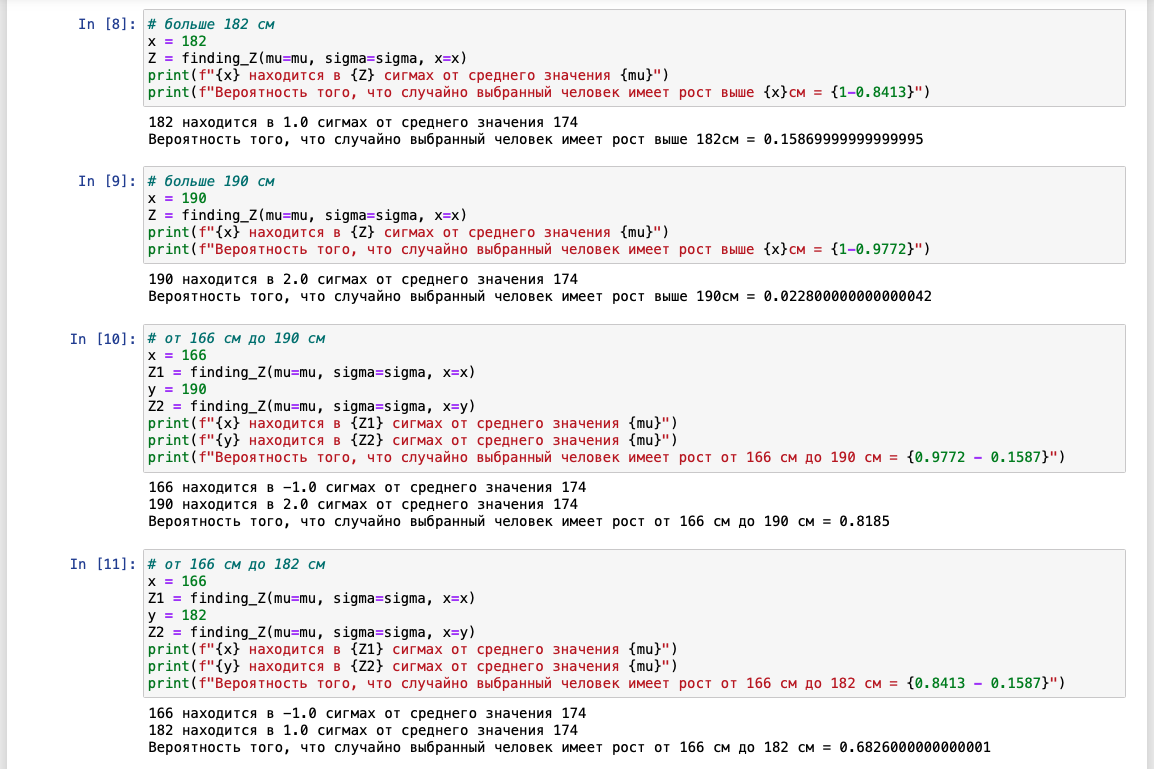 In [8]: # больше 182 см
x = 182
Z = finding_Z(mu=mu, sigma=sigma, x=x)
print(f"{x} находится в {Z} сигмах от среднего значения {mu}")
print(f"Вероятность того, что случайно выбранный человек имеет рост выше {x}см = {1-0.8413}")
182 находится в 1.0 сигмах от среднего значения 174
Вероятность того, что случайно выбранный человек имеет рост выше 182см = 0.15869999999999995
In [9]: # больше 190 см
x = 190
Z = finding_Z(mu=mu, sigma=sigma, x=x)
print(f"{x} находится в {Z} сигмах от среднего значения {mu}")
print(f"Вероятность того, что случайно выбранный человек имеет рост выше {x}см = {1-0.9772}")
190 находится в 2.0 сигмах от среднего значения 174
Вероятность того, что случайно выбранный человек имеет рост выше 190см = 0.022800000000000042
In [10]: # от 166 см до 190 см
x = 166
Z1 = finding_Z(mu=mu, sigma=sigma, x=x)
y = 190
Z2 = finding_Z(mu=mu, sigma=sigma, x=y)
print(f"{x} находится в {Z1} сигмах от среднего значения {mu}")
print(f"{y} находится в {Z2} сигмах от среднего значения {mu}")
print(f"Вероятность того, что случайно выбранный человек имеет рост от 166 см до 190 см = {0.9772 - 0.1587}")
166 находится в -1.0 сигмах от среднего значения 174
190 находится в 2.0 сигмах от среднего значения 174
Вероятность того, что случайно выбранный человек имеет рост от 166 см до 190 см = 0.8185
In [11]: # от 166 см до 182 см
x = 166
Z1 = finding_Z(mu=mu, sigma=sigma, x=x)
y = 182
Z2 = finding_Z(mu=mu, sigma=sigma, x=y)
print(f"{x} находится в {Z1} сигмах от среднего значения {mu}")
print(f"{y} находится в {Z2} сигмах от среднего значения {mu}")
print(f"Вероятность того, что случайно выбранный человек имеет рост от 166 см до 182 см = {0.8413 - 0.1587}")
166 находится в -1.0 сигмах от среднего значения 174
182 находится в 1.0 сигмах от среднего значения 174
Вероятность того, что случайно выбранный человек имеет рост от 166 см до 182 см = 0.6826000000000001